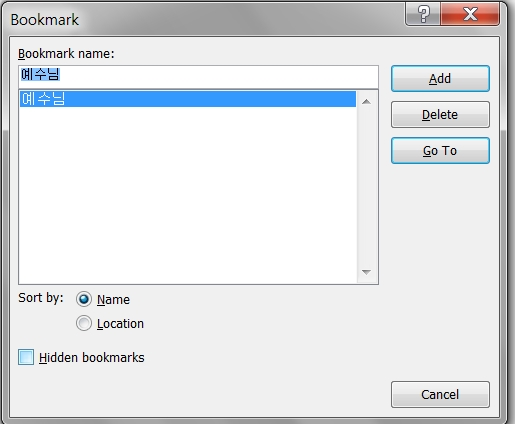 Bookmark
Bookmark name:
예수님
예수님
Add
Delete
Go To
Sort by:
Name
Location
Hidden bookmarks
Cancel